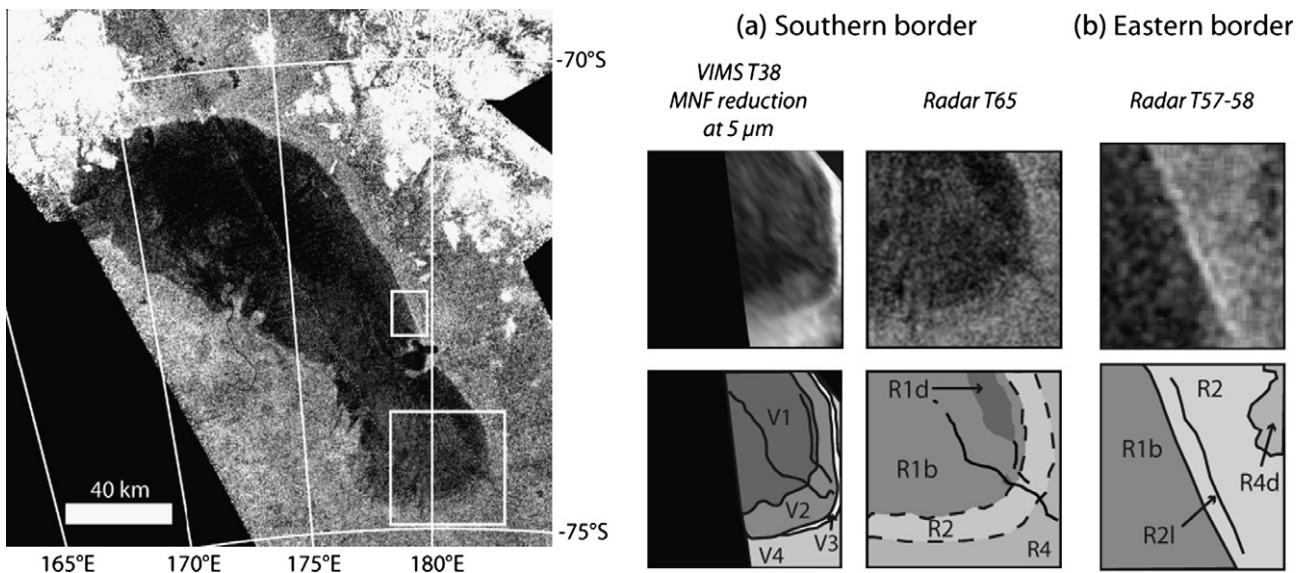 -70°S
40 km
-75°S
165°E 170°E 175°E 180°E
(a) Southern border
VIMS T38
MNF reduction
at 5 µm
Radar T65
V1
V2
V3
V4
R1d
R1b
R2
R4
(b) Eastern border
Radar T57-58
R2
R1b
R4d
R2l